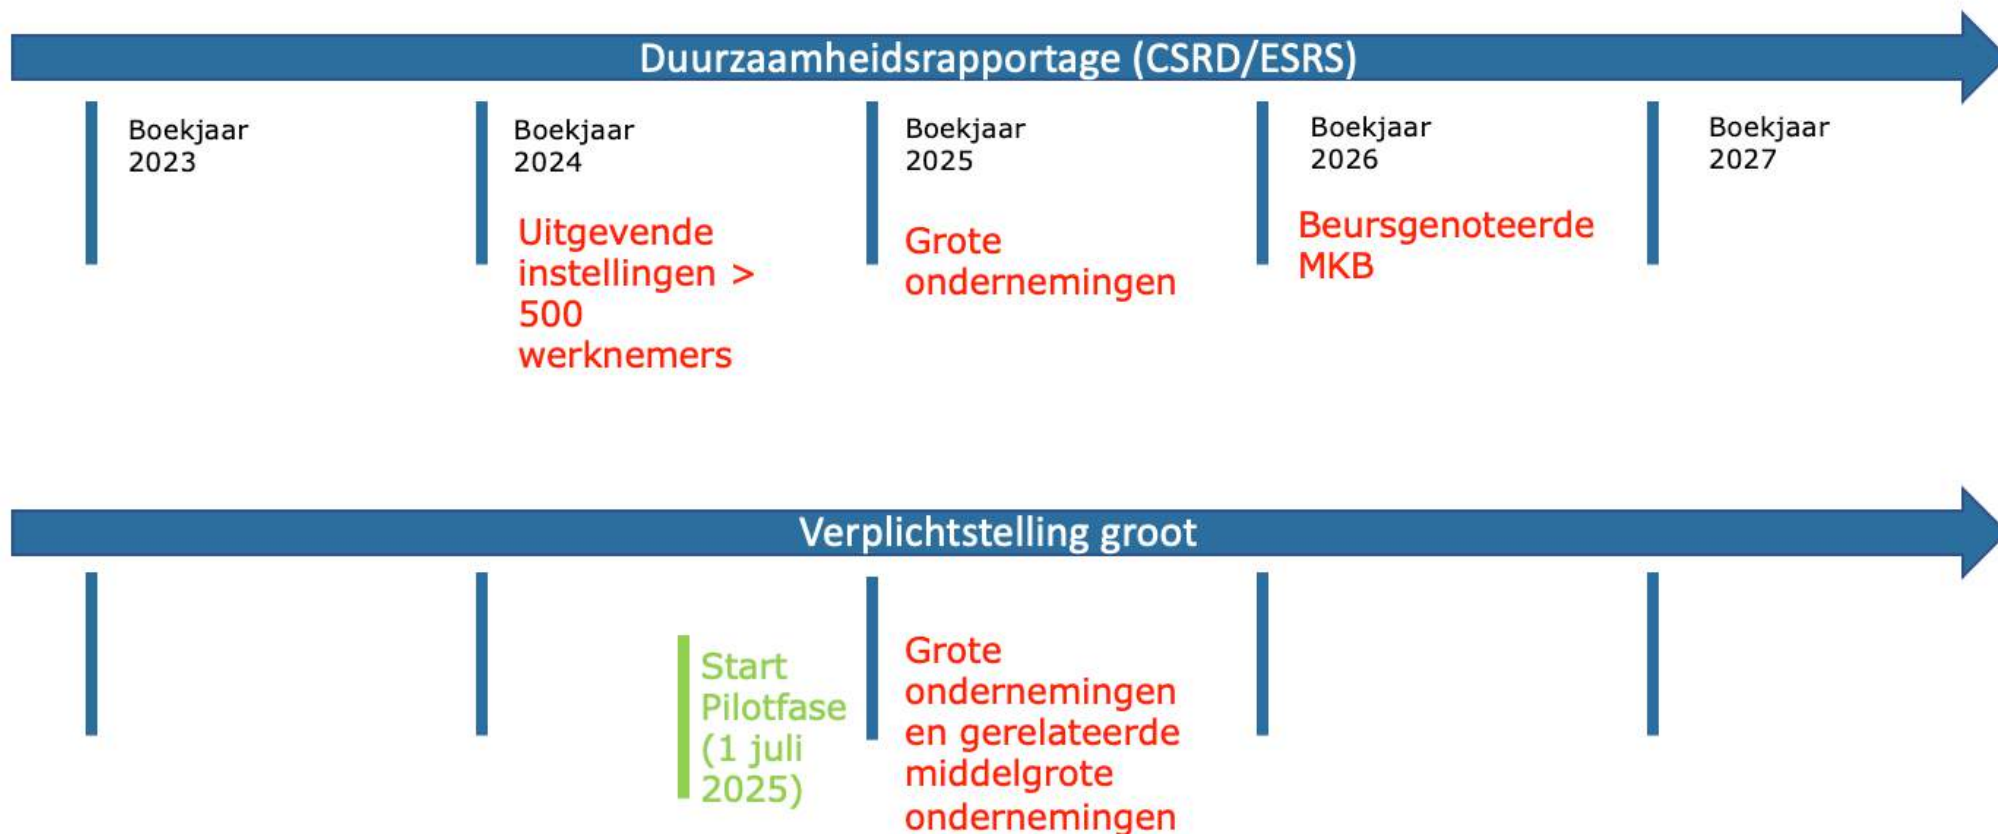 Duurzaamheidsrapportage (CSRD/ESRS)
Boekjaar
2023
Boekjaar
2024
Uitgevende
instellingen >
500
werknemers
Boekjaar
2025
Grote
ondernemingen
Boekjaar
2026
Beursgenoteerde
MKB
Boekjaar
2027
Verplichtstelling groot
Start
Pilotfase
(1 juli
2025)
Grote
ondernemingen
en gerelateerde
middelgrote
ondernemingen